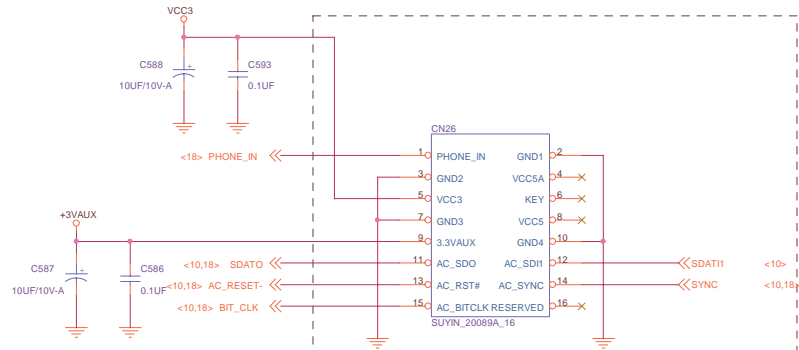 VCC3
C588
10UF/10V-A
C593
0.1UF
CN26
<18> PHONE_IN
1 PHONE_IN GND1 2
3 GND2 VCC5A 4
5 VCC3 KEY 6
7 GND3 VCC5 8
+3VAUX
9 3.3VAUX GND4 10
C587
10UF/10V-A
C586
0.1UF
<10,18> SDATO 11 AC_SDO AC_SDI1 12 SDATI1 <10>
<10,18> AC_RESET- 13 AC_RST# AC_SYNC 14 SYNC <10,18>
<10,18> BIT_CLK 15 AC_BITCLK RESERVED 16
SUYIN_20089A_16